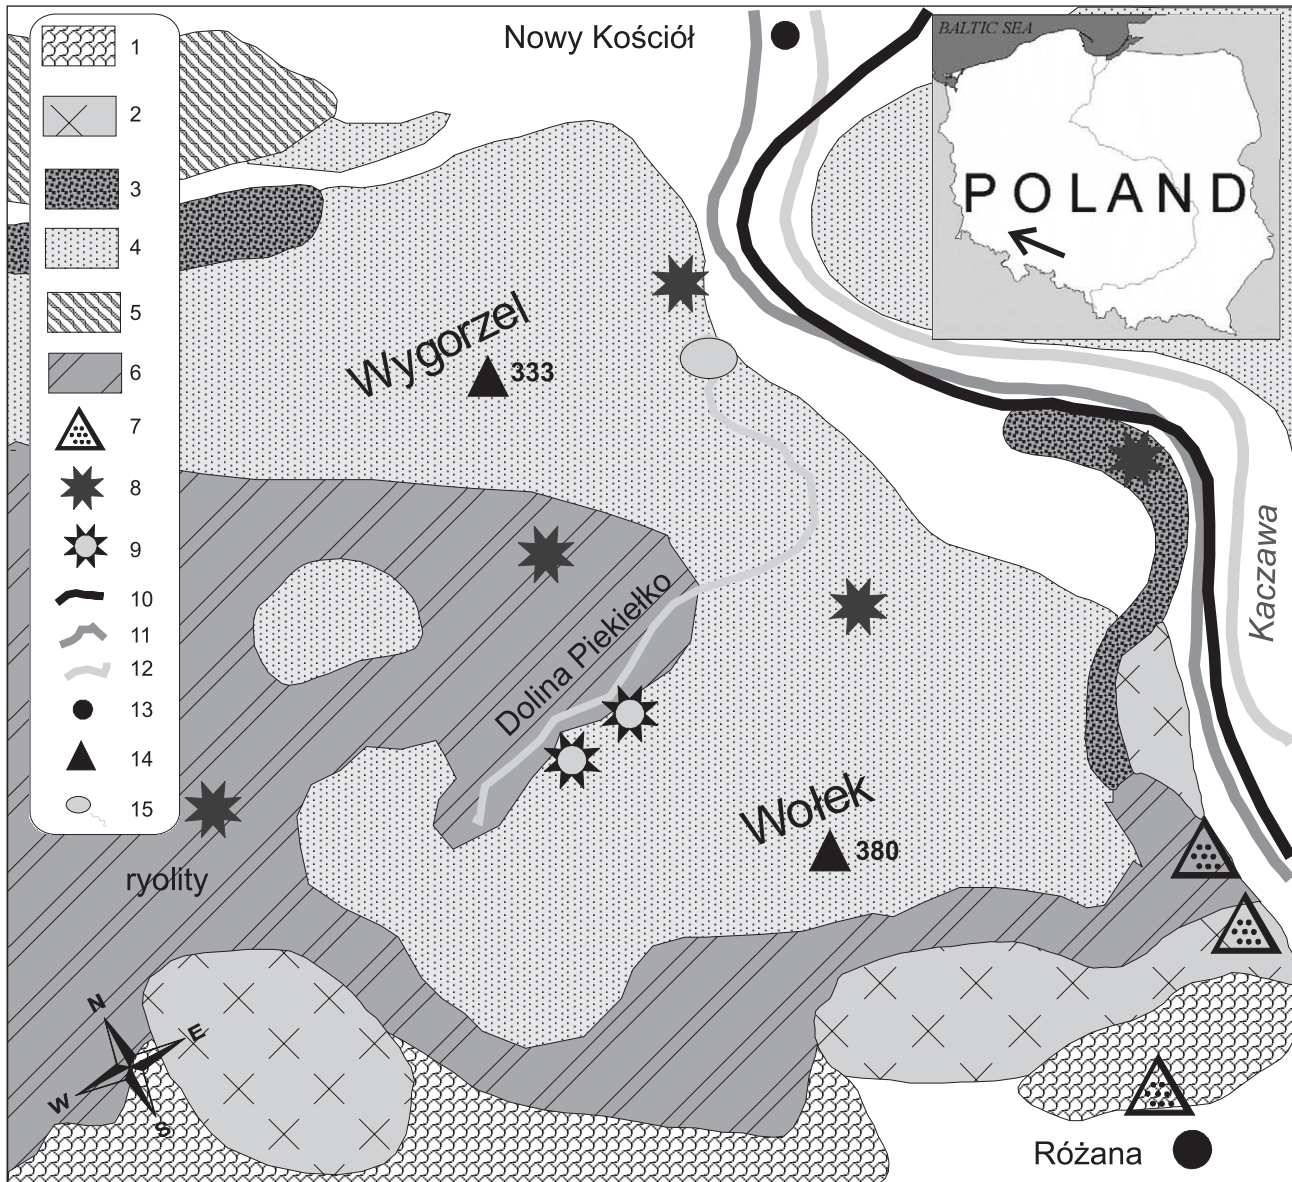 Nowy Kościół
BALTIC SEA
POLAND
1
2
3
4
5
6
7
8
9
10
11
12
13
14
15
Wygorzel
333
Kaczawa
Dolina Piekiełko
Wołek
380
ryolity
N
E
W
S
Różana